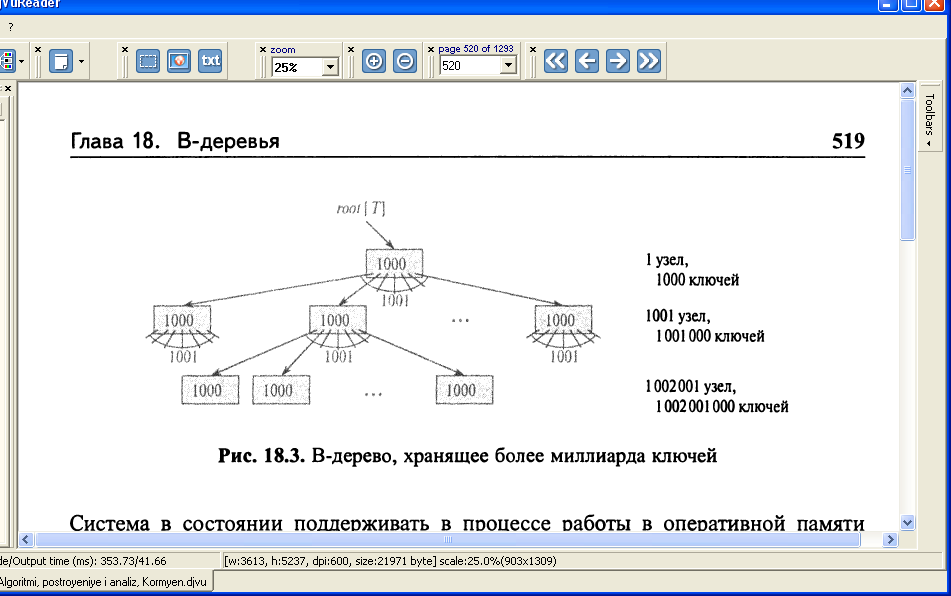 jVuReader
?
zoom
page 520 of 1293
txt
25%
520
Toolbars
Глава 18. В-деревья 519
root[T]
1000
1001
1 узел,
1000 ключей
1000 1000 ... 1000
1001 1001 1001
1001 узел,
1 001 000 ключей
1000 1000 ... 1000
1 002 001 узел,
1 002 001 000 ключей
Рис. 18.3. В-дерево, хранящее более миллиарда ключей
Система в состоянии поддерживать в процессе работы в оперативной памяти
de/Output time (ms): 353.73/41.66 [w:3613, h:5237, dpi:600, size:21971 byte] scale:25.0%(903x1309)
Algoritmi, postroyeniye i analiz, Kormyen.djvu